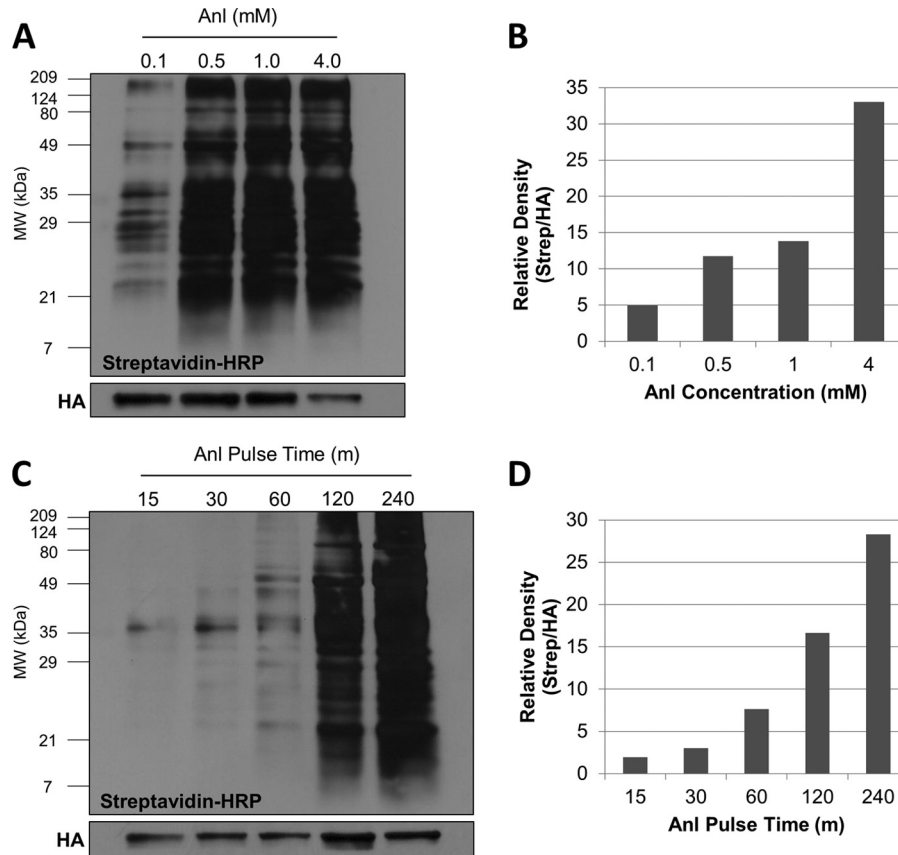 A
Anl (mM)
0.1 0.5 1.0 4.0
209
124
80
49
35
29
21
7
MW (kDa)
Streptavidin-HRP
HA
B
35
30
25
20
15
10
5
0
Relative Density
(Strep/HA)
0.1 0.5 1 4
Anl Concentration (mM)
C
Anl Pulse Time (m)
15 30 60 120 240
209
124
80
49
35
29
21
7
MW (kDa)
Streptavidin-HRP
HA
D
30
25
20
15
10
5
0
Relative Density
(Strep/HA)
15 30 60 120 240
Anl Pulse Time (m)